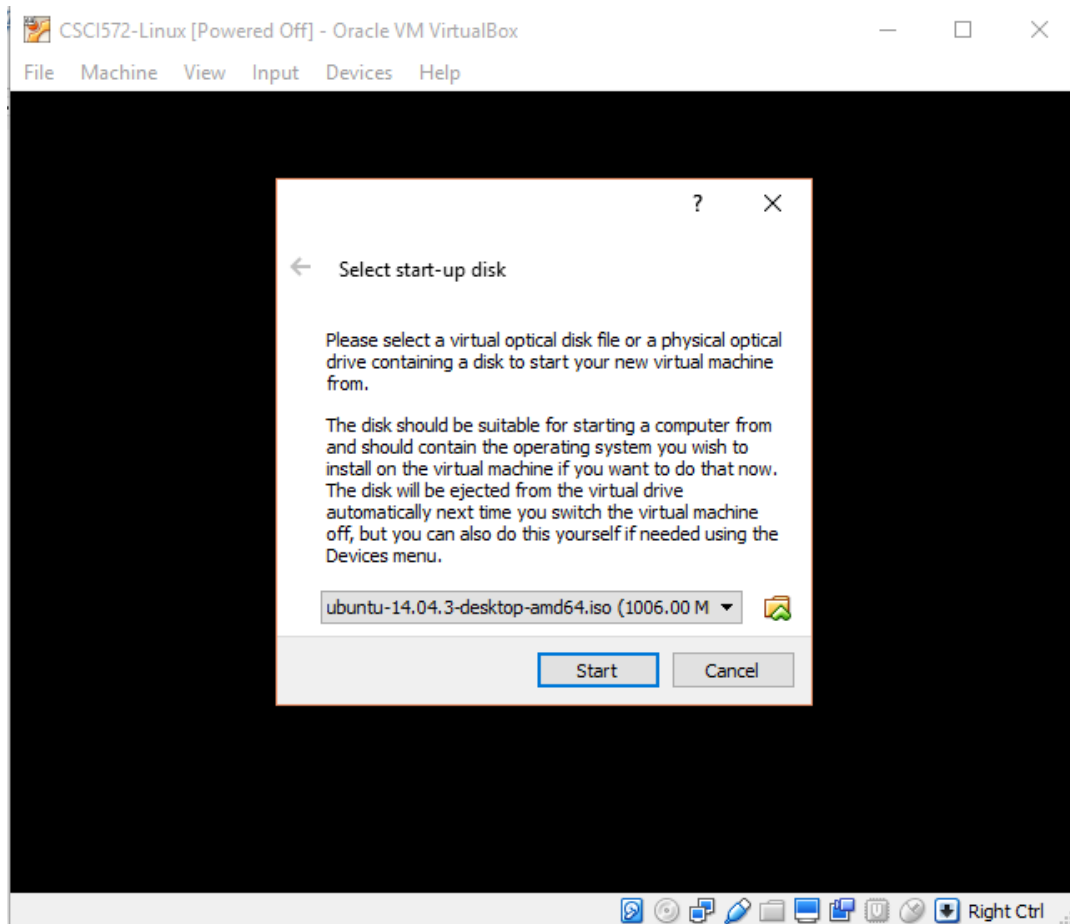 CSCI572-Linux [Powered Off] - Oracle VM VirtualBox
File Machine View Input Devices Help
?
Select start-up disk
Please select a virtual optical disk file or a physical optical
drive containing a disk to start your new virtual machine
from.
The disk should be suitable for starting a computer from
and should contain the operating system you wish to
install on the virtual machine if you want to do that now.
The disk will be ejected from the virtual drive
automatically next time you switch the virtual machine
off, but you can also do this yourself if needed using the
Devices menu.
ubuntu-14.04.3-desktop-amd64.iso (1006.00 M
Start Cancel
Right Ctrl